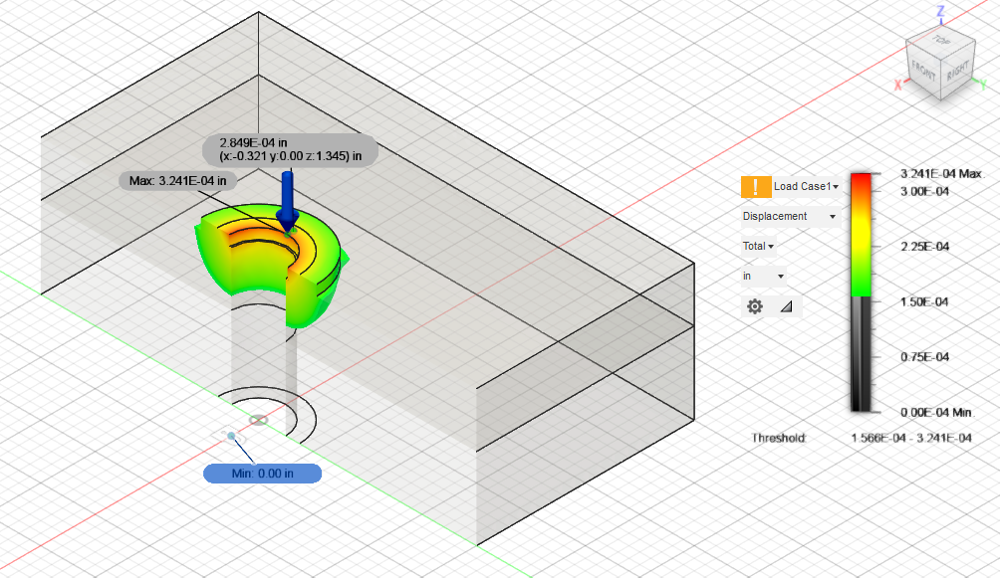 Z
TOP
FRONT
RIGHT
X
Y
2.849E-04 in
(x:-0.321 y:0.00 z:1.345) in
Max: 3.241E-04 in
Min: 0.00 in
! Load Case1
Displacement
Total
in
3.241E-04 Max
3.00E-04
2.25E-04
1.50E-04
0.75E-04
0.00E-04 Min
Threshold: 1.566E-04 - 3.241E-04